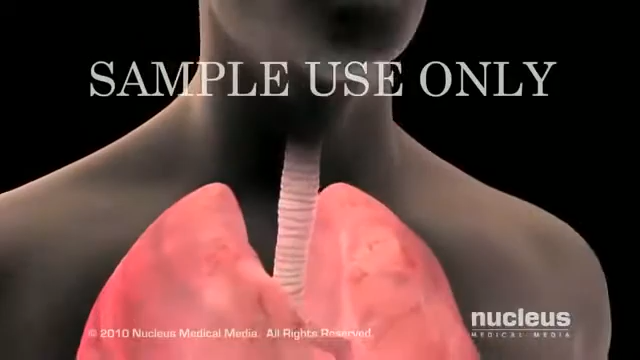 SAMPLE USE ONLY
nucleus
MEDICAL MEDIA
© 2010 Nucleus Medical Media. All Rights Reserved.